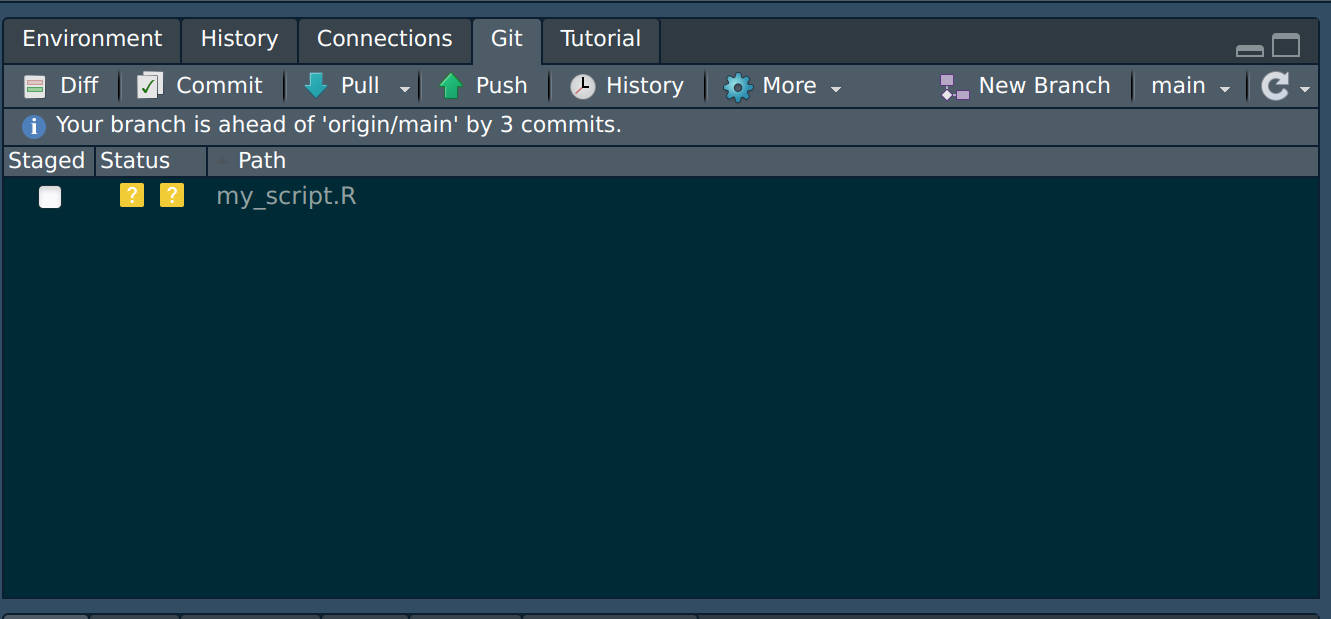 Environment History Connections Git Tutorial
Diff Commit Pull Push History More New Branch main
Your branch is ahead of 'origin/main' by 3 commits.
Staged Status Path
? ? my_script.R